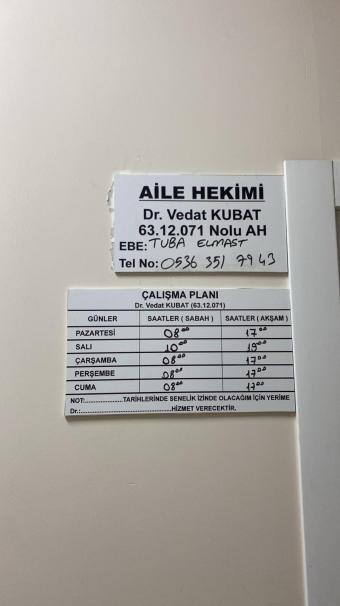 AİLE HEKİMİ
Dr. Vedat KUBAT
63.12.071 Nolu AH
EBE: TUBA ELMAST
Tel No: 0536 351 79 43
ÇALIŞMA PLANI
Dr. Vedat KUBAT (63.12.071)
GÜNLER SAATLER ( SABAH ) SAATLER ( AKŞAM )
PAZARTESİ 08⁰⁰ 17⁰⁰
SALI 10⁰⁰ 19⁰⁰
ÇARŞAMBA 08⁰⁰ 17⁰⁰
PERŞEMBE 08⁰⁰ 17⁰⁰
CUMA 08⁰⁰ 17⁰⁰
NOT:................TARİHLERİNDE SENELİK İZİNDE OLACAĞIM İÇİN YERİME
Dr.:................HİZMET VERECEKTİR.